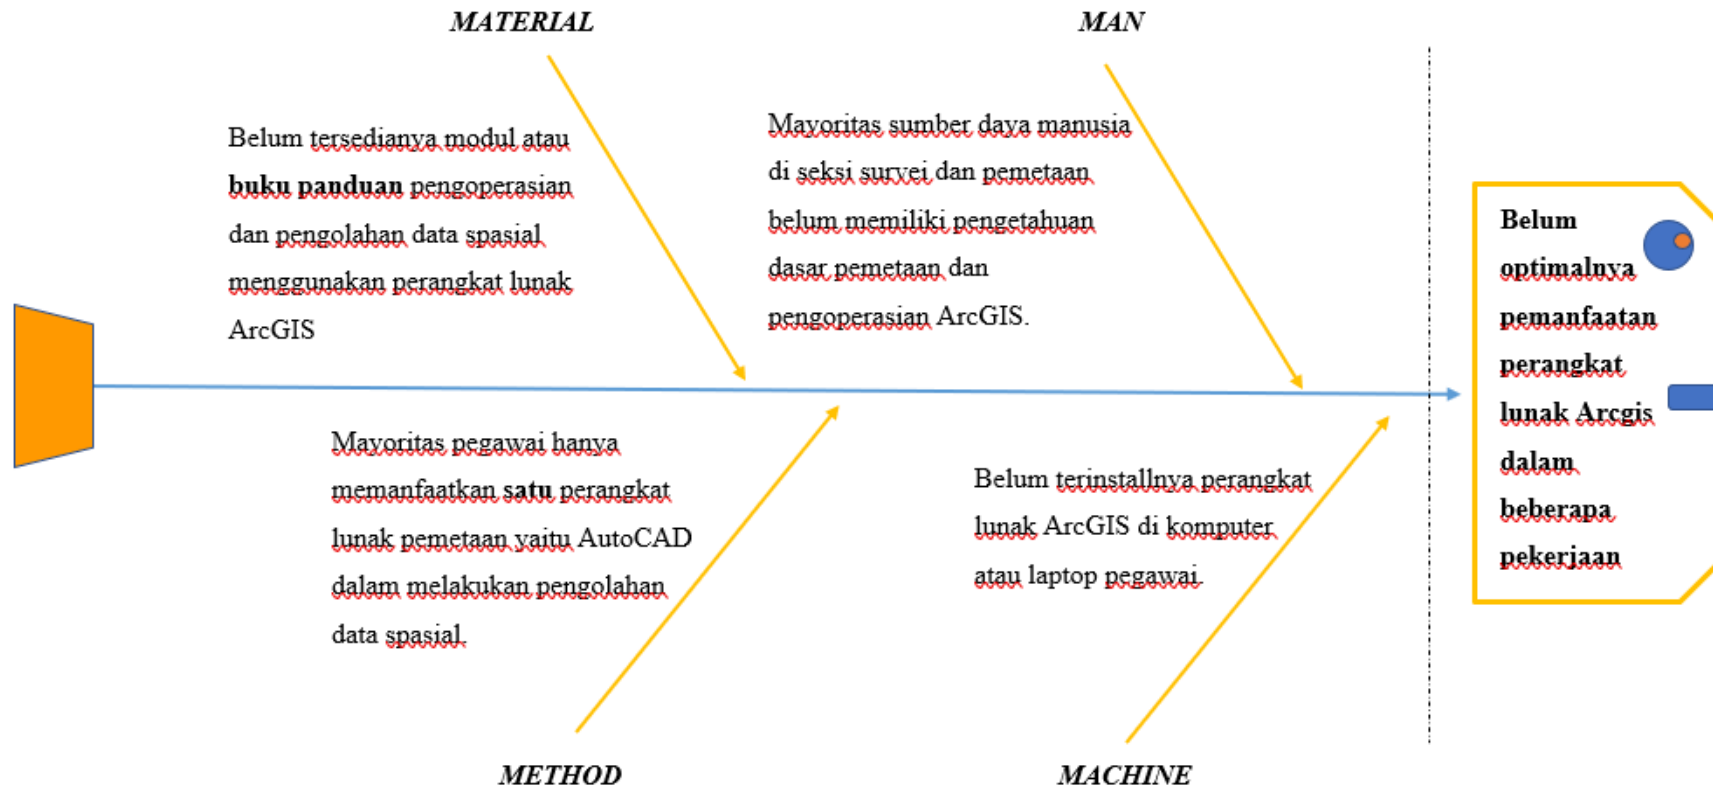 MATERIAL
MAN
Belum tersedianya modul atau
buku panduan pengoperasian
dan pengolahan data spasial
menggunakan perangkat lunak
ArcGIS
Mayoritas sumber daya manusia
di seksi survei dan pemetaan
belum memiliki pengetahuan
dasar pemetaan dan
pengoperasian ArcGIS.
Mayoritas pegawai hanya
memanfaatkan satu perangkat
lunak pemetaan yaitu AutoCAD
dalam melakukan pengolahan
data spasial.
Belum terinstallnya perangkat
lunak ArcGIS di komputer
atau laptop pegawai.
Belum
optimalnya
pemanfaatan
perangkat
lunak Arcgis
dalam
beberapa
pekerjaan
METHOD
MACHINE